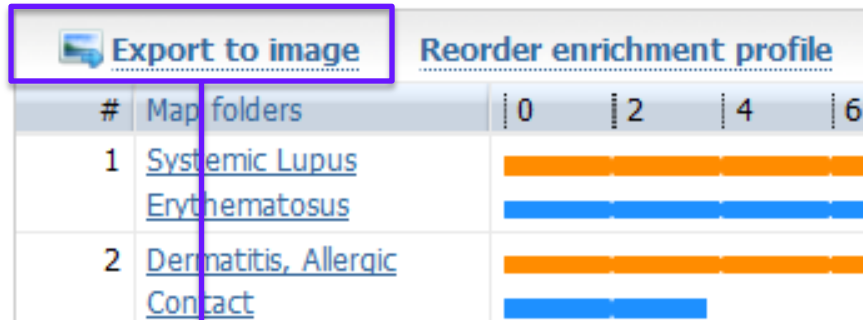 Export to image Reorder enrichment profile
# Map folders 0 2 4 6
1 Systemic Lupus
Erythematosus
2 Dermatitis, Allergic
Contact